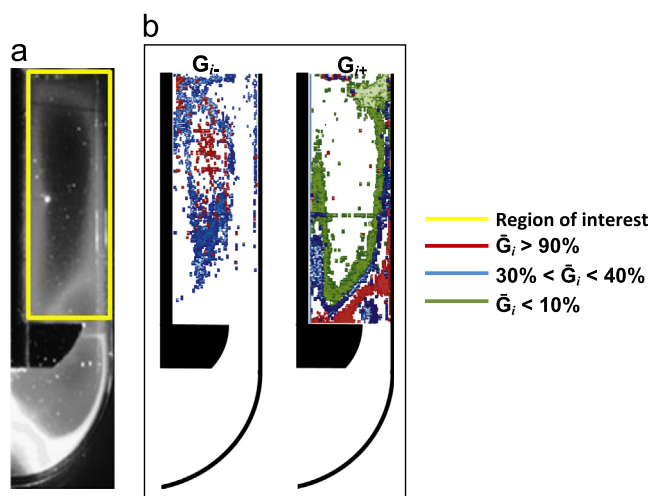 a
b
Gi-
Gi+
Region of interest
Ḡi > 90%
30% < Ḡi < 40%
Ḡi < 10%